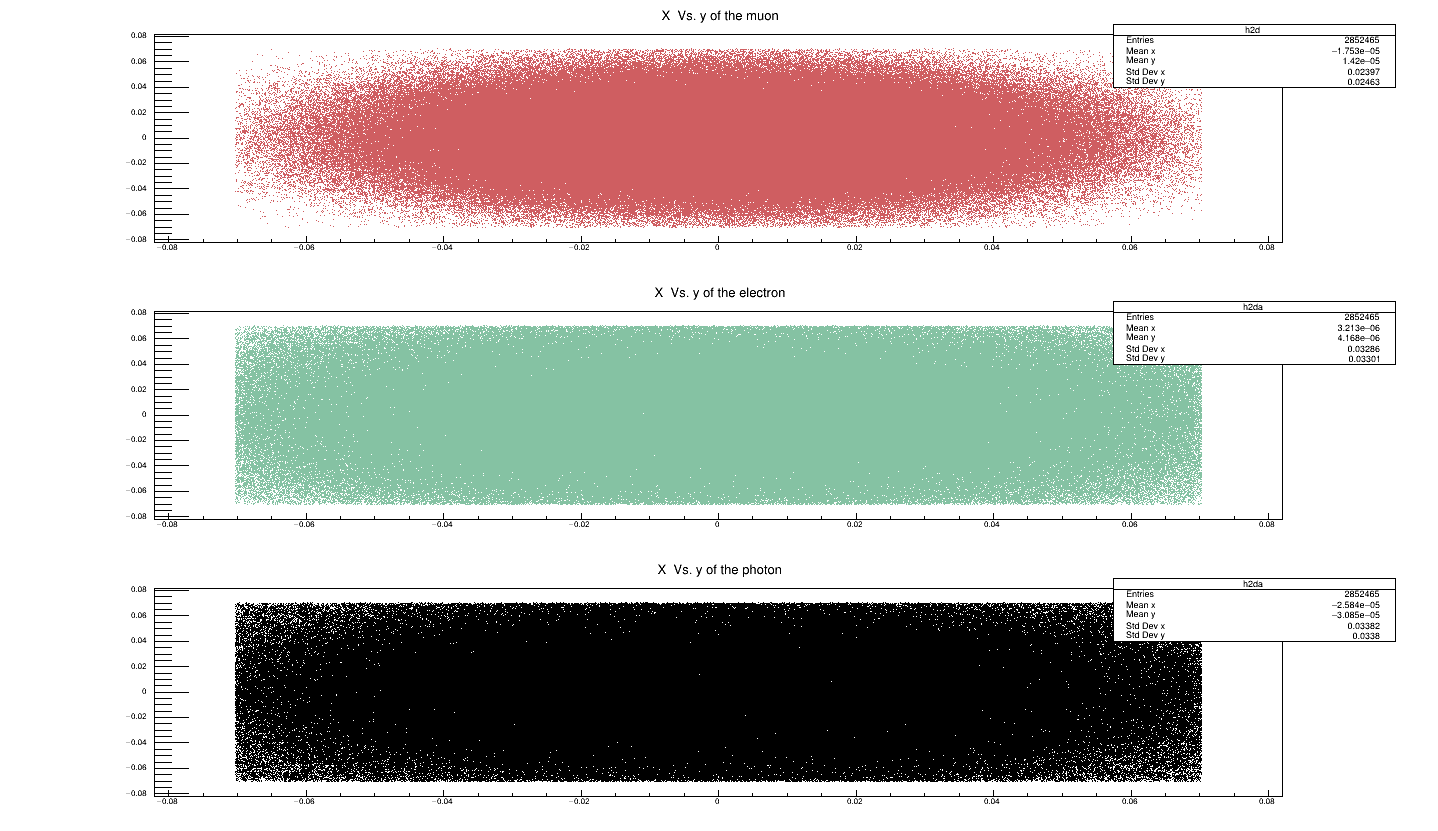 X Vs. y of the muon
h2d
Entries 2852465
Mean x −1.753e−05
Mean y 1.42e−05
Std Dev x 0.02397
Std Dev y 0.02463
0.08
0.06
0.04
0.02
0
−0.02
−0.04
−0.06
−0.08
−0.08 −0.06 −0.04 −0.02 0 0.02 0.04 0.06 0.08
X Vs. y of the electron
h2da
Entries 2852465
Mean x 3.213e−06
Mean y 4.168e−06
Std Dev x 0.03286
Std Dev y 0.03301
0.08
0.06
0.04
0.02
0
−0.02
−0.04
−0.06
−0.08
−0.08 −0.06 −0.04 −0.02 0 0.02 0.04 0.06 0.08
X Vs. y of the photon
h2da
Entries 2852465
Mean x −2.584e−05
Mean y −3.085e−05
Std Dev x 0.03382
Std Dev y 0.0338
0.08
0.06
0.04
0.02
0
−0.02
−0.04
−0.06
−0.08
−0.08 −0.06 −0.04 −0.02 0 0.02 0.04 0.06 0.08